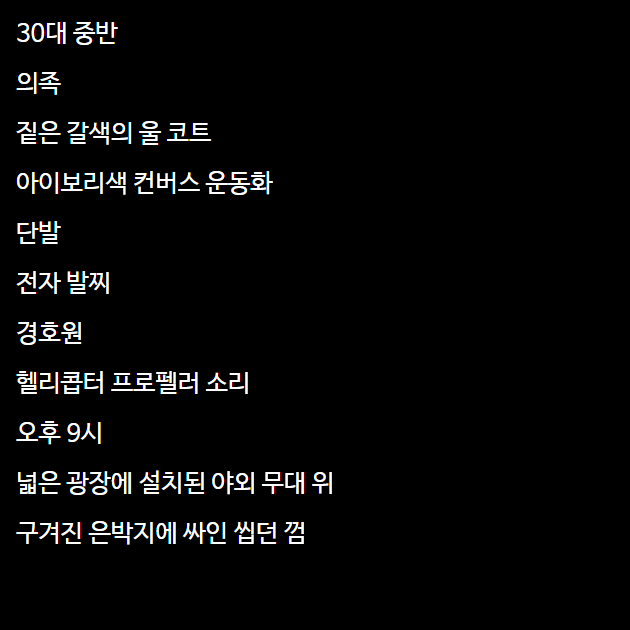 30대 중반
의족
짙은 갈색의 울 코트
아이보리색 컨버스 운동화
단발
전자 발찌
경호원
헬리콥터 프로펠러 소리
오후 9시
넓은 광장에 설치된 야외 무대 위
구겨진 은박지에 싸인 씹던 껌